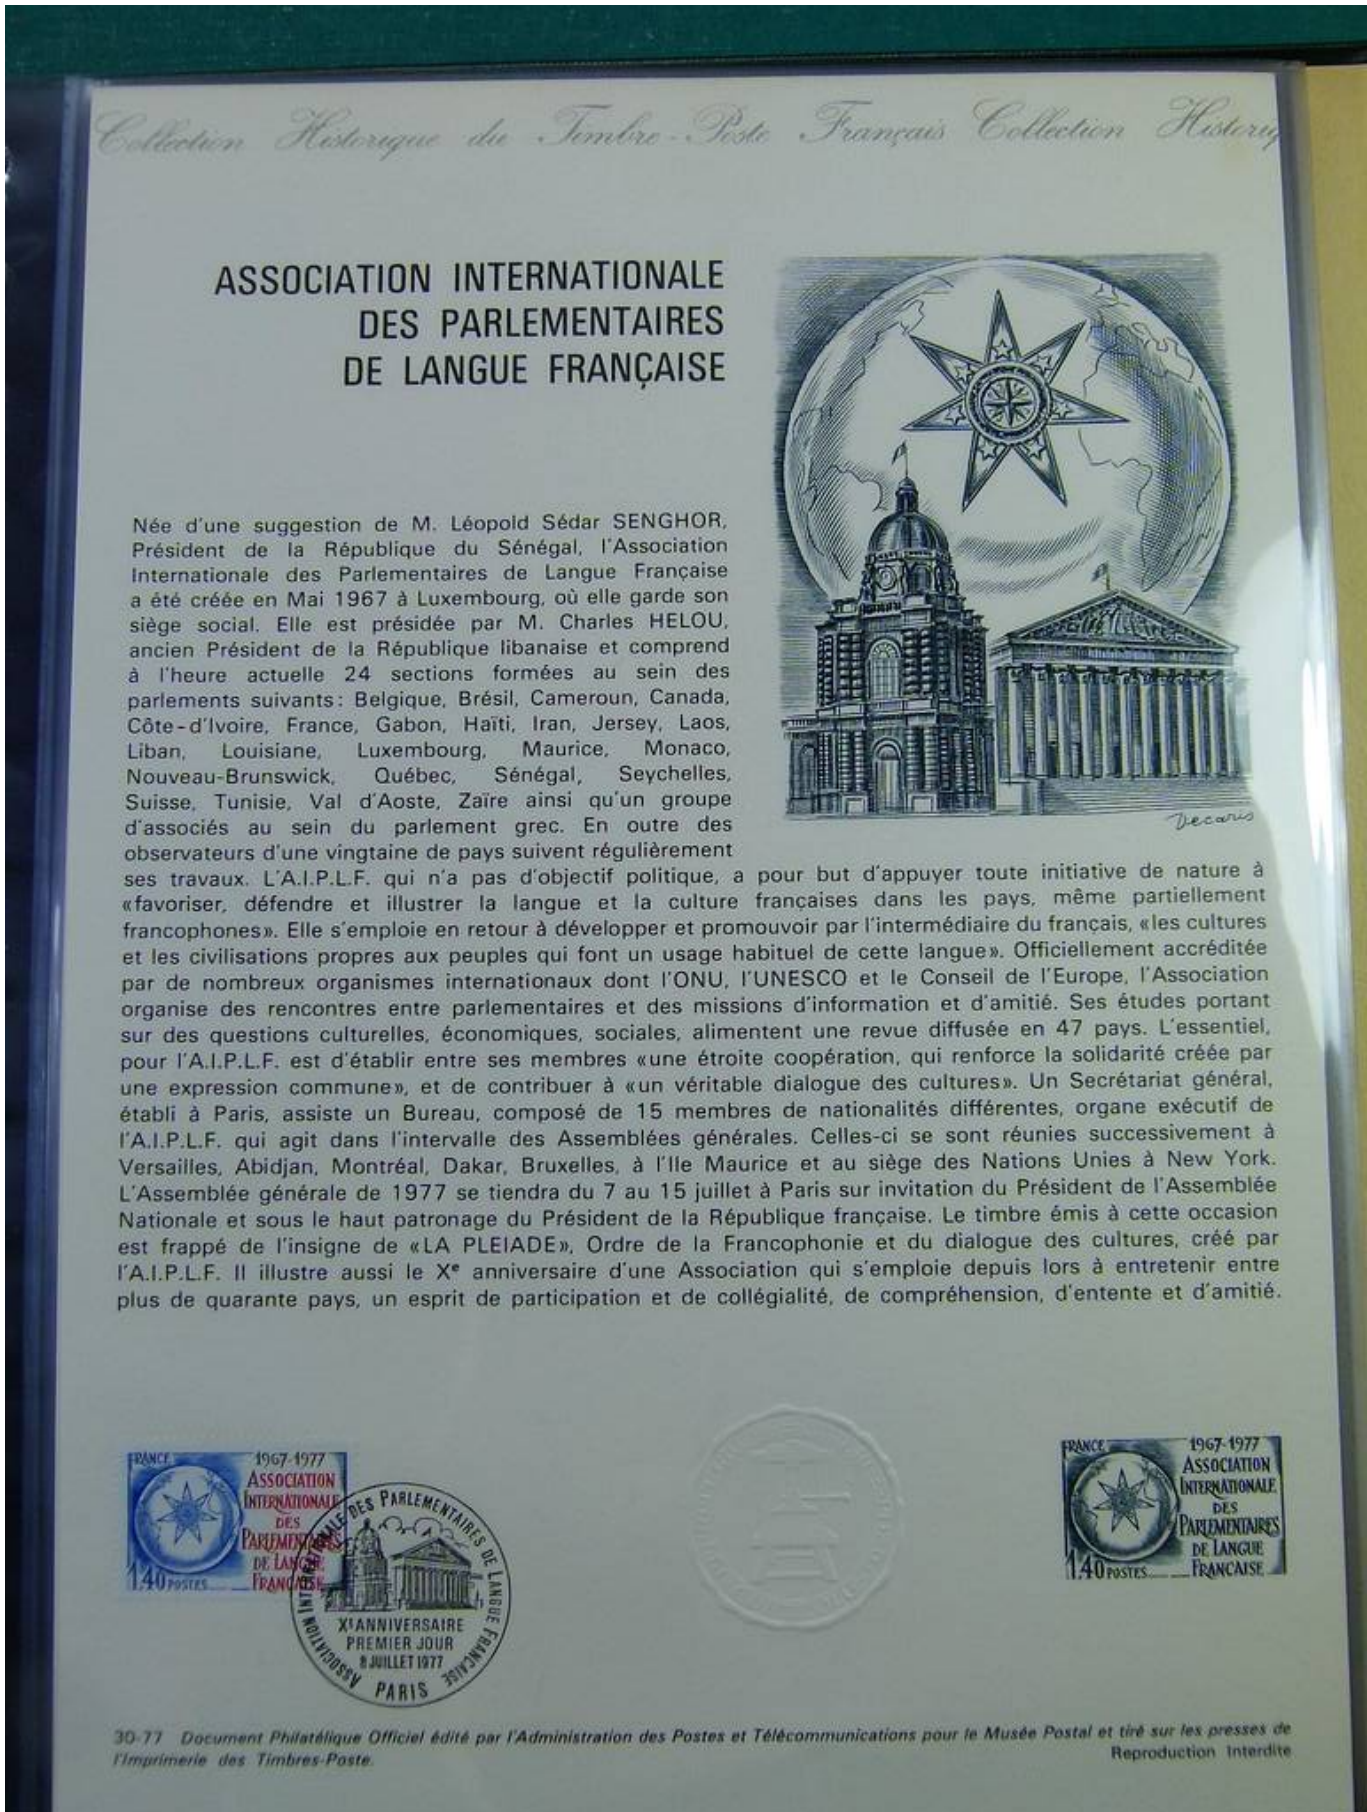 Collection Historique du Timbre-Poste Français Collection Historiq
ASSOCIATION INTERNATIONALE
DES PARLEMENTAIRES
DE LANGUE FRANÇAISE
Née d'une suggestion de M. Léopold Sédar SENGHOR,
Président de la République du Sénégal, l'Association
Internationale des Parlementaires de Langue Française
a été créée en Mai 1967 à Luxembourg, où elle garde son
siège social. Elle est présidée par M. Charles HELOU,
ancien Président de la République libanaise et comprend
à l'heure actuelle 24 sections formées au sein des
parlements suivants: Belgique, Brésil, Cameroun, Canada,
Côte-d'Ivoire, France, Gabon, Haïti, Iran, Jersey, Laos,
Liban, Louisiane, Luxembourg, Maurice, Monaco,
Nouveau-Brunswick, Québec, Sénégal, Seychelles,
Suisse, Tunisie, Val d'Aoste, Zaïre ainsi qu'un groupe
d'associés au sein du parlement grec. En outre des
observateurs d'une vingtaine de pays suivent régulièrement
ses travaux. L'A.I.P.L.F. qui n'a pas d'objectif politique, a pour but d'appuyer toute initiative de nature à
«favoriser, défendre et illustrer la langue et la culture françaises dans les pays, même partiellement
francophones». Elle s'emploie en retour à développer et promouvoir par l'intermédiaire du français, «les cultures
et les civilisations propres aux peuples qui font un usage habituel de cette langue». Officiellement accréditée
par de nombreux organismes internationaux dont l'ONU, l'UNESCO et le Conseil de l'Europe, l'Association
organise des rencontres entre parlementaires et des missions d'information et d'amitié. Ses études portant
sur des questions culturelles, économiques, sociales, alimentent une revue diffusée en 47 pays. L'essentiel,
pour l'A.I.P.L.F. est d'établir entre ses membres «une étroite coopération, qui renforce la solidarité créée par
une expression commune», et de contribuer à «un véritable dialogue des cultures». Un Secrétariat général,
établi à Paris, assiste un Bureau, composé de 15 membres de nationalités différentes, organe exécutif de
l'A.I.P.L.F. qui agit dans l'intervalle des Assemblées générales. Celles-ci se sont réunies successivement à
Versailles, Abidjan, Montréal, Dakar, Bruxelles, à l'Ile Maurice et au siège des Nations Unies à New York.
L'Assemblée générale de 1977 se tiendra du 7 au 15 juillet à Paris sur invitation du Président de l'Assemblée
Nationale et sous le haut patronage du Président de la République française. Le timbre émis à cette occasion
est frappé de l'insigne de «LA PLEIADE», Ordre de la Francophonie et du dialogue des cultures, créé par
l'A.I.P.L.F. Il illustre aussi le Xe anniversaire d'une Association qui s'emploie depuis lors à entretenir entre
plus de quarante pays, un esprit de participation et de collégialité, de compréhension, d'entente et d'amitié.
Decaris
FRANCE
1967-1977
ASSOCIATION
INTERNATIONALE
DES
PARLEMENTAIRES
DE LANGUE
FRANÇAISE
1.40 POSTES
ASSOCIATION INTERNATIONALE DES PARLEMENTAIRES DE LANGUE FRANÇAISE
Xe ANNIVERSAIRE
PREMIER JOUR
8 JUILLET 1977
PARIS
FRANCE
1967-1977
ASSOCIATION
INTERNATIONALE
DES
PARLEMENTAIRES
DE LANGUE
FRANÇAISE
1.40 POSTES
30-77 Document Philatélique Officiel édité par l'Administration des Postes et Télécommunications pour le Musée Postal et tiré sur les presses de
l'Imprimerie des Timbres-Poste.
Reproduction Interdite